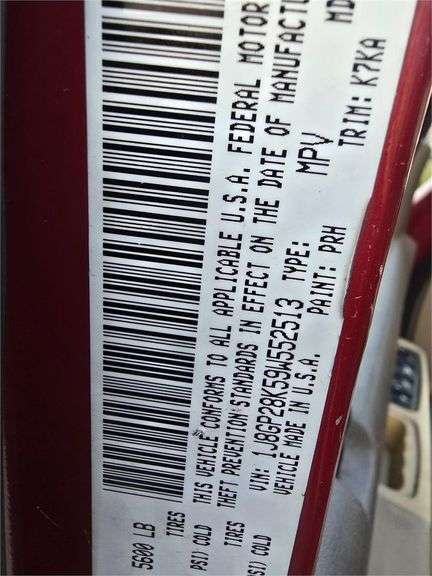 5600 LB
TIRES
PSI) COLD
TIRES
PSI) COLD
THIS VEHICLE CONFORMS TO ALL APPLICABLE U.S.A. FEDERAL MOTOR
THEFT PREVENTION STANDARDS IN EFFECT ON THE DATE OF MANUFACTUR
VIN: 1J8GP28K59W552513 TYPE: MPV MD
VEHICLE MADE IN U.S.A. PAINT: PRH TRIM: K7KA